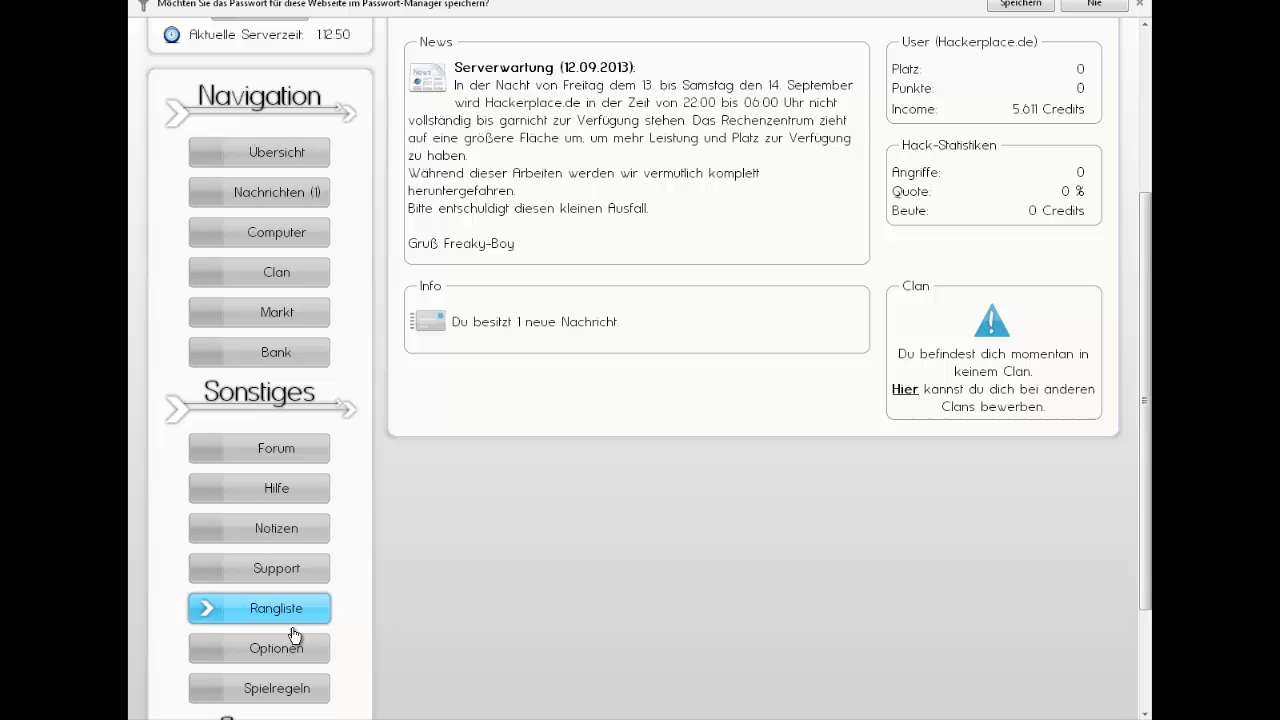 Möchten Sie das Passwort für diese Webseite im Passwort-Manager speichern?
Speichern
Nie
Aktuelle Serverzeit: 11:25:0
Navigation
Übersicht
Nachrichten (1)
Computer
Clan
Markt
Bank
Sonstiges
Forum
Hilfe
Notizen
Support
Rangliste
Optionen
Spielregeln
News
Serverwartung (12.09.2013):
In der Nacht von Freitag dem 13. bis Samstag den 14. September
wird Hackerplace.de in der Zeit von 22:00 bis 06:00 Uhr nicht
vollständig bis garnicht zur Verfügung stehen. Das Rechenzentrum zieht
auf eine größere Fläche um, um mehr Leistung und Platz zur Verfügung
zu haben.
Während dieser Arbeiten werden wir vermutlich komplett
heruntergefahren.
Bitte entschuldigt diesen kleinen Ausfall.
Gruß Freaky-Boy
Info
Du besitzt 1 neue Nachricht.
User (Hackerplace.de)
Platz: 0
Punkte: 0
Income: 5.611 Credits
Hack-Statistiken
Angriffe: 0
Quote: 0 %
Beute: 0 Credits
Clan
Du befindest dich momentan in
keinem Clan.
Hier kannst du dich bei anderen
Clans bewerben.